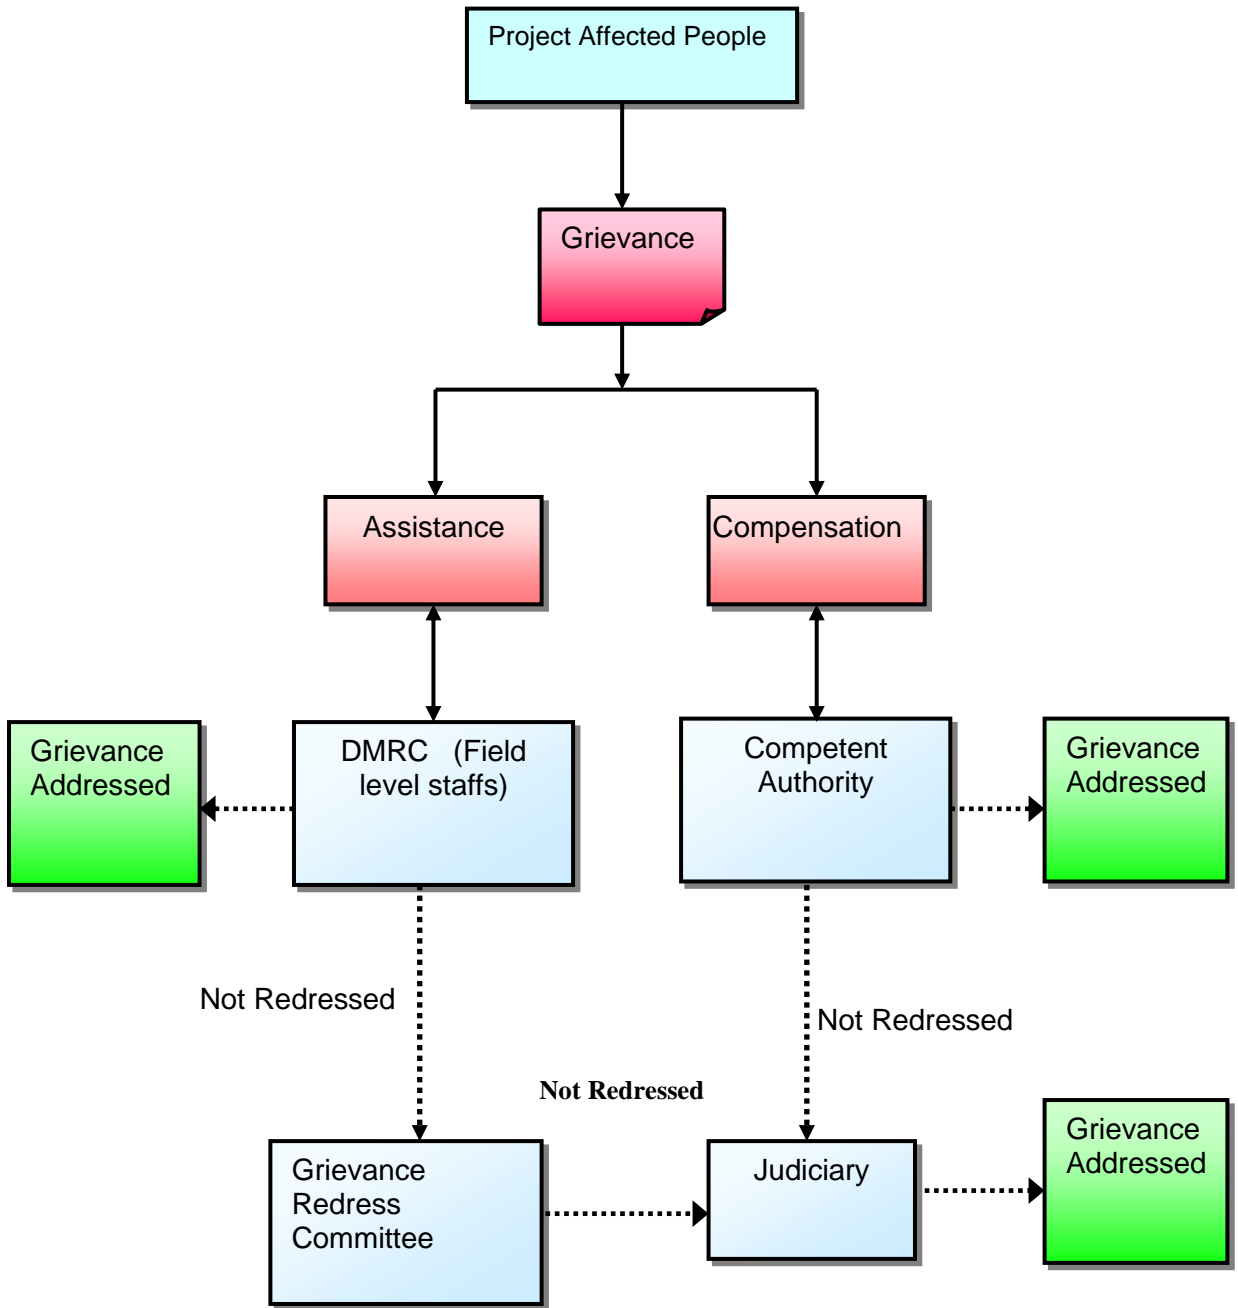 Project Affected People
Grievance
Assistance
Compensation
Grievance
Addressed
DMRC (Field
level staffs)
Competent
Authority
Grievance
Addressed
Not Redressed
Not Redressed
Not Redressed
Grievance
Redress
Committee
Judiciary
Grievance
Addressed